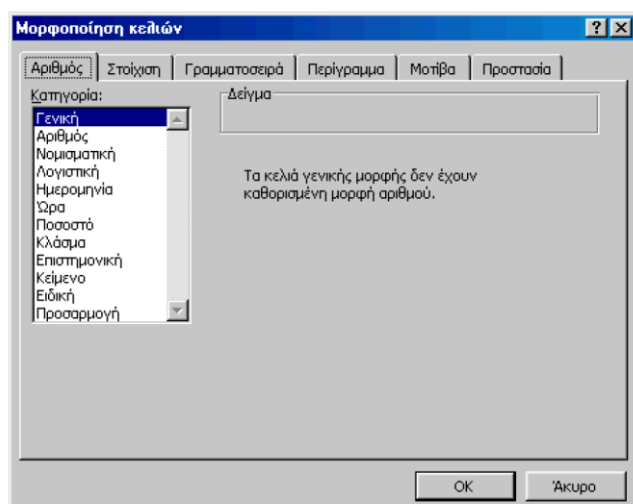 Μορφοποίηση κελιών
Αριθμός Στοίχιση Γραμματοσειρά Περίγραμμα Μοτίβα Προστασία
Κατηγορία:
Γενική
Αριθμός
Νομισματική
Λογιστική
Ημερομηνία
Ώρα
Ποσοστό
Κλάσμα
Επιστημονική
Κείμενο
Ειδική
Προσαρμογή
Δείγμα
Τα κελιά γενικής μορφής δεν έχουν
καθορισμένη μορφή αριθμού.
OK Άκυρο